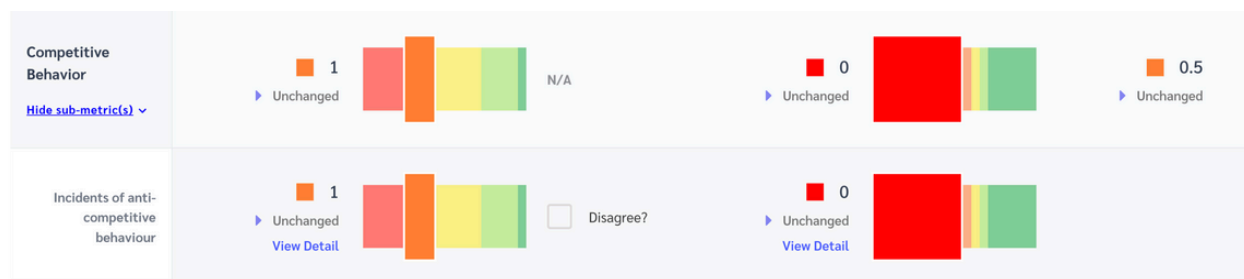 Competitive
Behavior
Hide sub-metric(s)
1
Unchanged
N/A
0
Unchanged
0.5
Unchanged
Incidents of anti-
competitive
behaviour
1
Unchanged
View Detail
Disagree?
0
Unchanged
View Detail